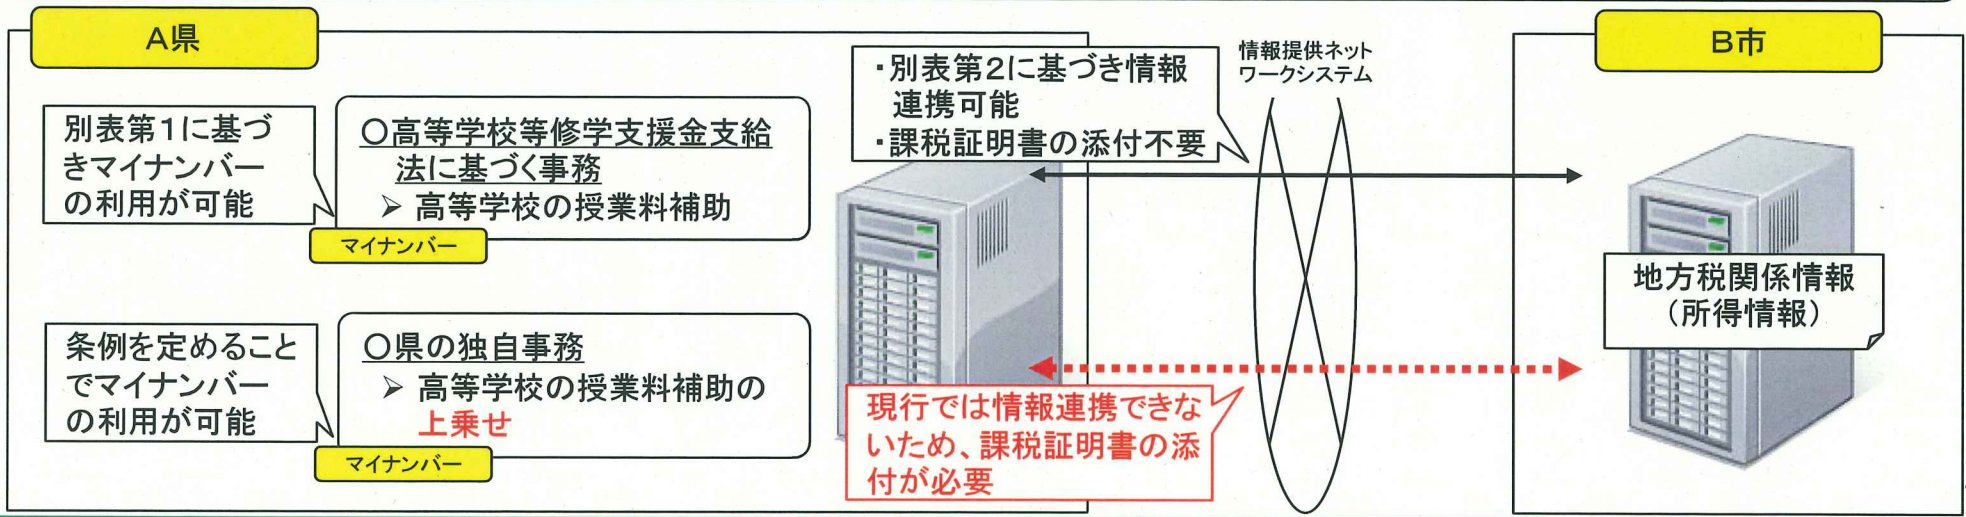 A県
別表第1に基づ
きマイナンバー
の利用が可能
○高等学校等修学支援金支給
法に基づく事務
➢ 高等学校の授業料補助
マイナンバー
条例を定めること
でマイナンバー
の利用が可能
○県の独自事務
➢ 高等学校の授業料補助の
上乗せ
マイナンバー
・別表第2に基づき情報
連携可能
・課税証明書の添付不要
現行では情報連携できな
いため、課税証明書の添
付が必要
情報提供ネット
ワークシステム
B市
地方税関係情報
（所得情報）